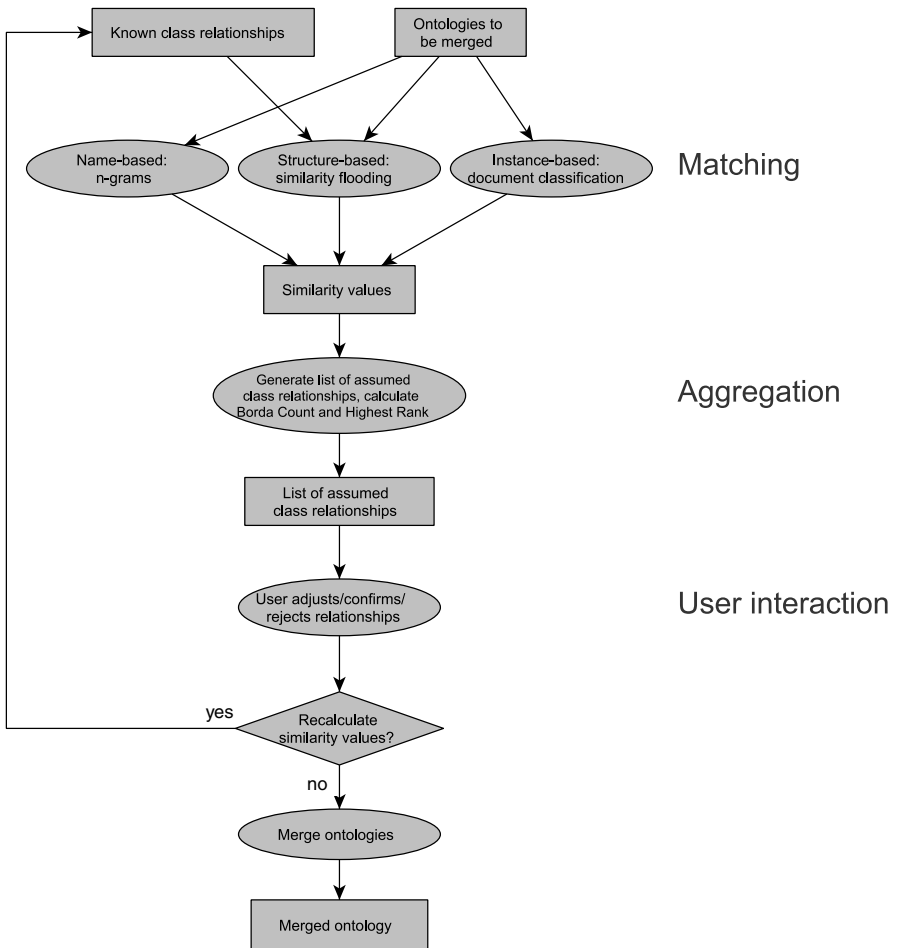 Known class relationships
Ontologies to
be merged
Name-based:
n-grams
Structure-based:
similarity flooding
Instance-based:
document classification
Matching
Similarity values
Generate list of assumed
class relationships, calculate
Borda Count and Highest Rank
Aggregation
List of assumed
class relationships
User adjusts/confirms/
rejects relationships
User interaction
yes
Recalculate
similarity values?
no
Merge ontologies
Merged ontology